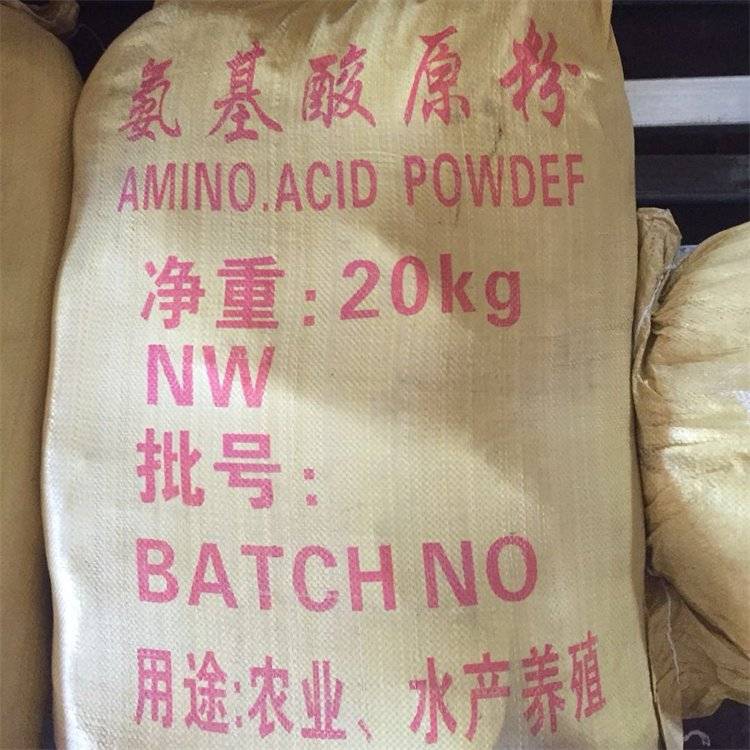 氨基酸原粉
AMINO.ACID POWDEF
净重:20kg
NW
批号:
BATCH NO
用途:农业、水产养殖